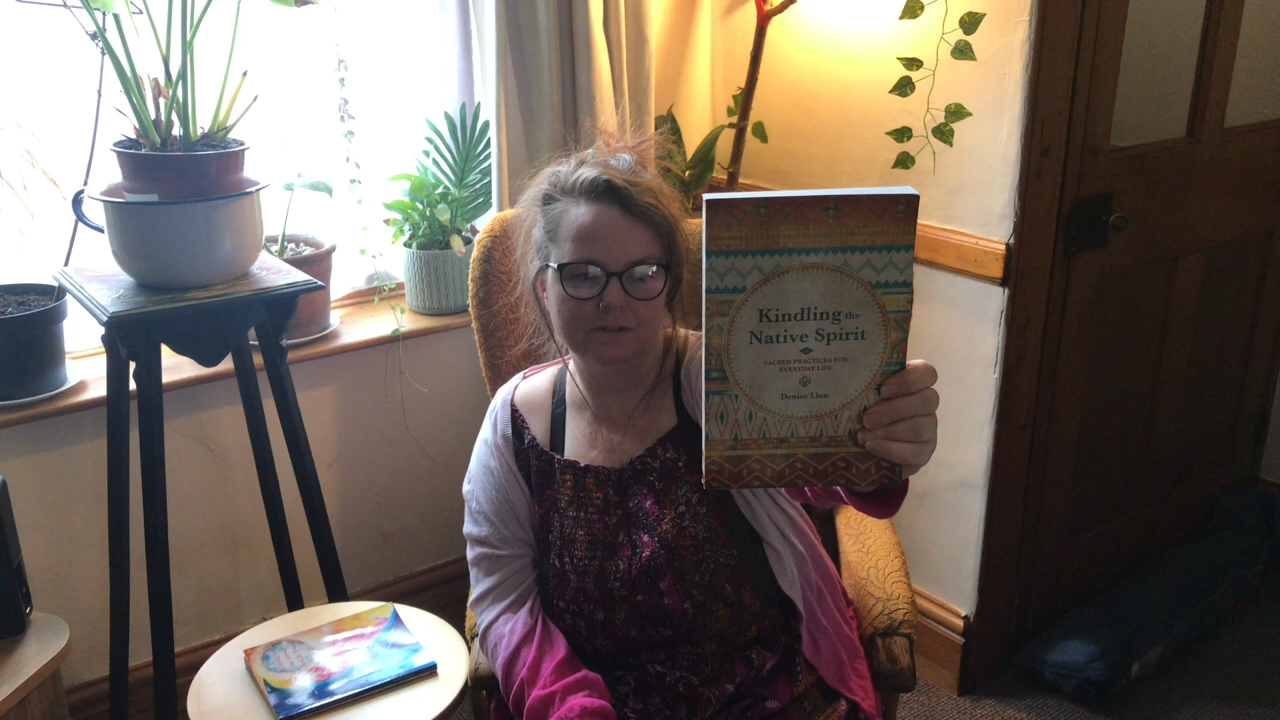 Kindling the
Native Spirit
SACRED PRACTICES FOR
EVERYDAY LIFE
Denise Linn